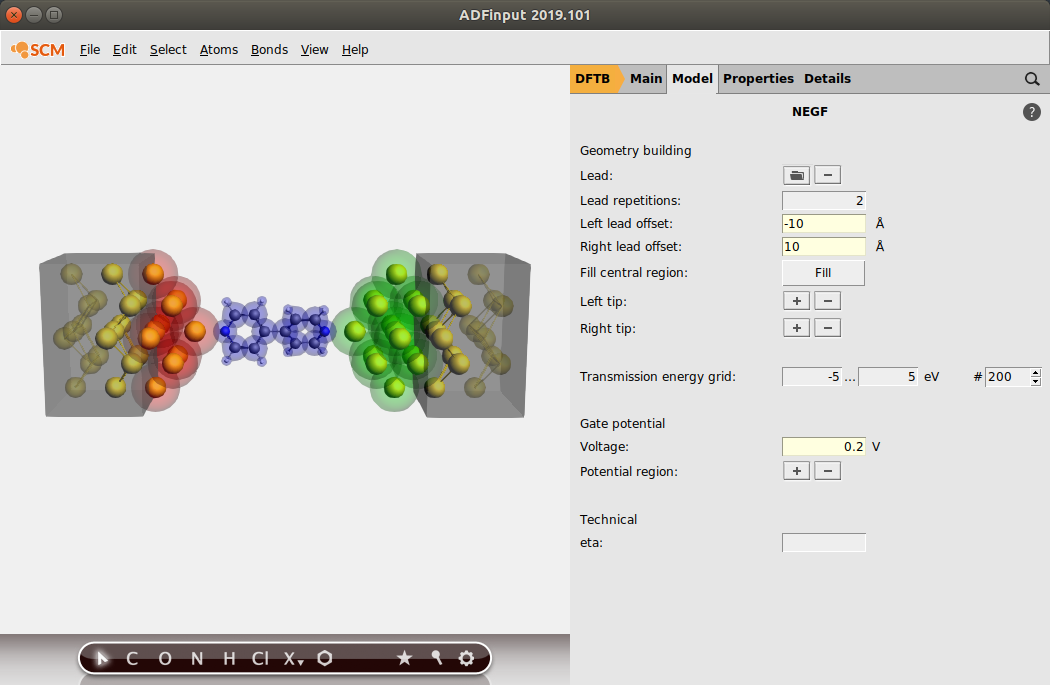 ADFinput 2019.101
SCM File Edit Select Atoms Bonds View Help
DFTB Main Model Properties Details
NEGF ?
Geometry building
Lead: −
Lead repetitions: 2
Left lead offset: -10 Å
Right lead offset: 10 Å
Fill central region: Fill
Left tip: + −
Right tip: + −
Transmission energy grid: -5 ... 5 eV # 200
Gate potential
Voltage: 0.2 V
Potential region: + −
Technical
eta:
C O N H Cl X